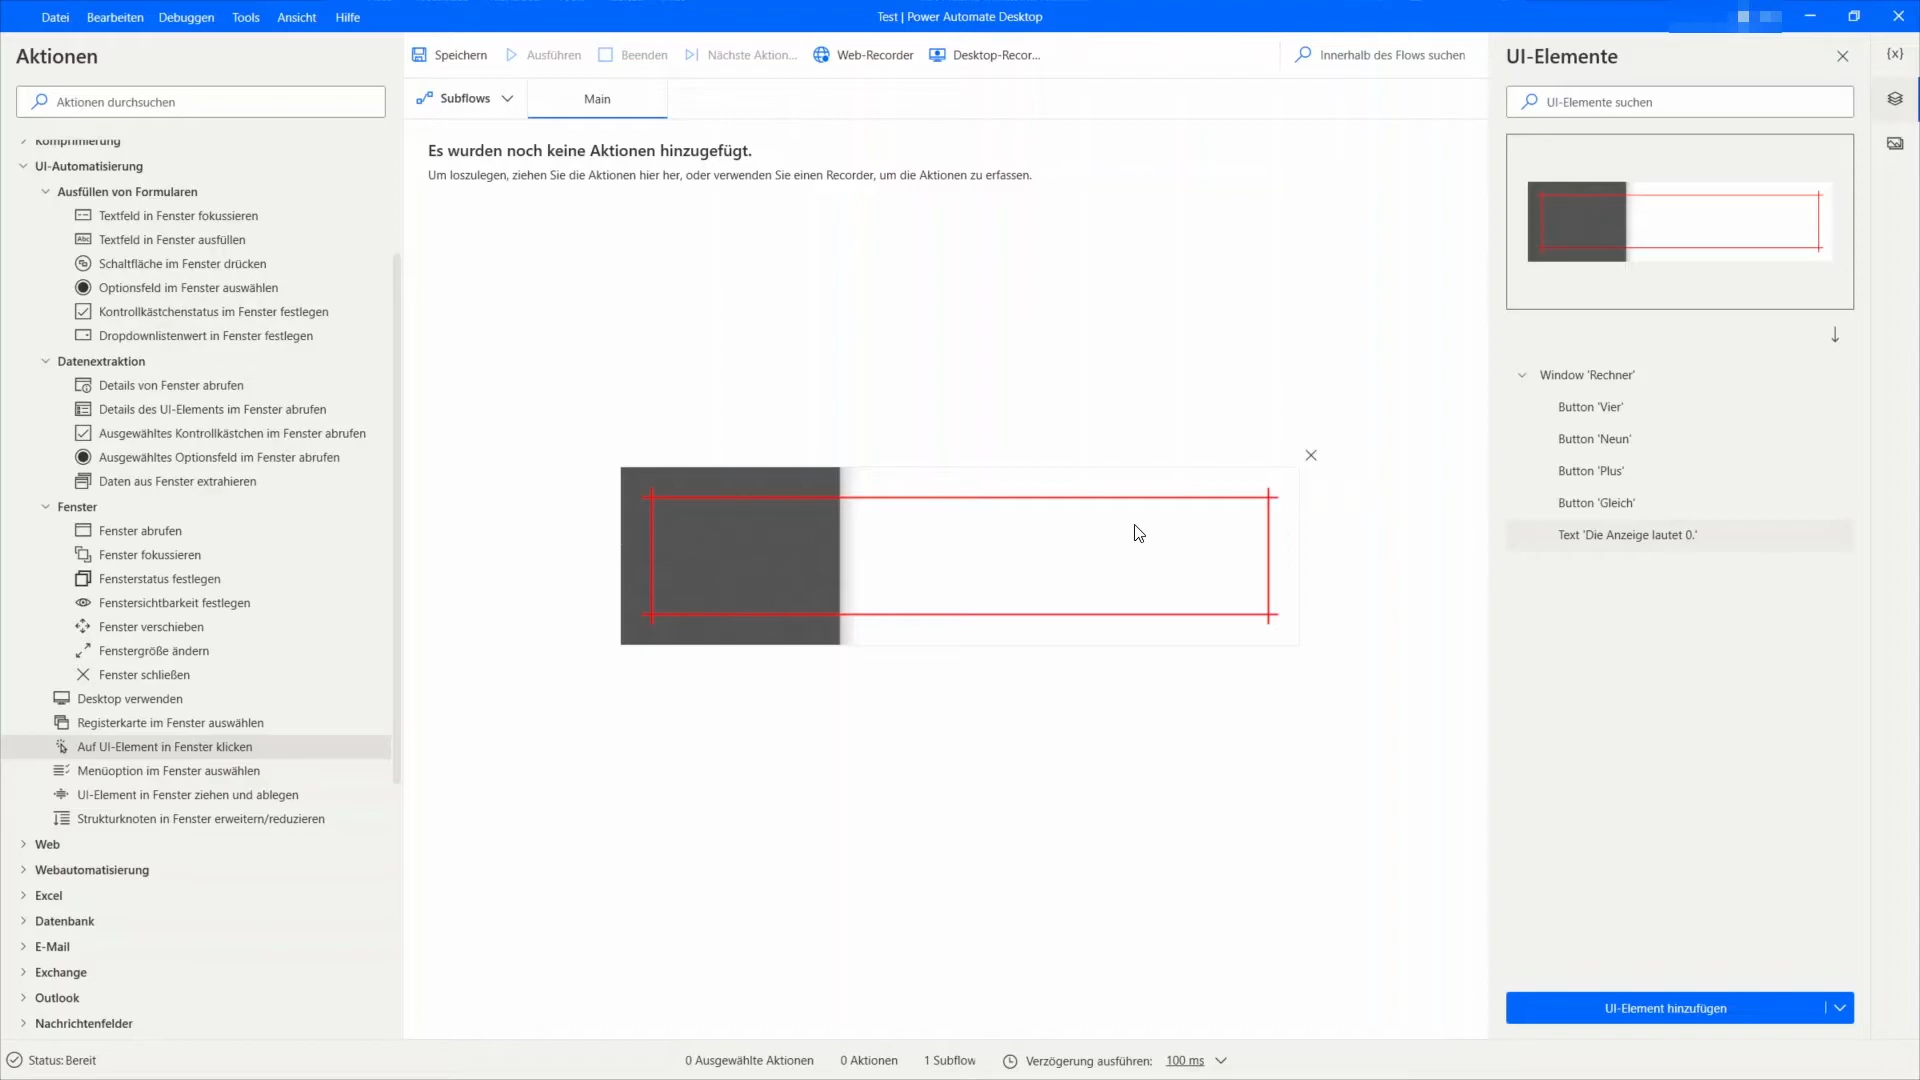 Datei Bearbeiten Debuggen Tools Ansicht Hilfe
Test | Power Automate Desktop
Aktionen
Aktionen durchsuchen
Komprimierung
UI-Automatisierung
Ausfüllen von Formularen
Textfeld in Fenster fokussieren
Abc Textfeld in Fenster ausfüllen
Schaltfläche im Fenster drücken
Optionsfeld im Fenster auswählen
Kontrollkästchenstatus im Fenster festlegen
Dropdownlistenwert in Fenster festlegen
Datenextraktion
Details von Fenster abrufen
Details des UI-Elements im Fenster abrufen
Ausgewähltes Kontrollkästchen im Fenster abrufen
Ausgewähltes Optionsfeld im Fenster abrufen
Daten aus Fenster extrahieren
Fenster
Fenster abrufen
Fenster fokussieren
Fensterstatus festlegen
Fenstersichtbarkeit festlegen
Fenster verschieben
Fenstergröße ändern
Fenster schließen
Desktop verwenden
Registerkarte im Fenster auswählen
Auf UI-Element in Fenster klicken
Menüoption im Fenster auswählen
UI-Element in Fenster ziehen und ablegen
Strukturknoten in Fenster erweitern/reduzieren
Web
Webautomatisierung
Excel
Datenbank
E-Mail
Exchange
Outlook
Nachrichtenfelder
Speichern Ausführen Beenden Nächste Aktion... Web-Recorder Desktop-Recor... Innerhalb des Flows suchen
Subflows Main
Es wurden noch keine Aktionen hinzugefügt.
Um loszulegen, ziehen Sie die Aktionen hier her, oder verwenden Sie einen Recorder, um die Aktionen zu erfassen.
UI-Elemente
{x}
UI-Elemente suchen
Window 'Rechner'
Button 'Vier'
Button 'Neun'
Button 'Plus'
Button 'Gleich'
Text 'Die Anzeige lautet 0.'
UI-Element hinzufügen
Status: Bereit 0 Ausgewählte Aktionen 0 Aktionen 1 Subflow Verzögerung ausführen: 100 ms